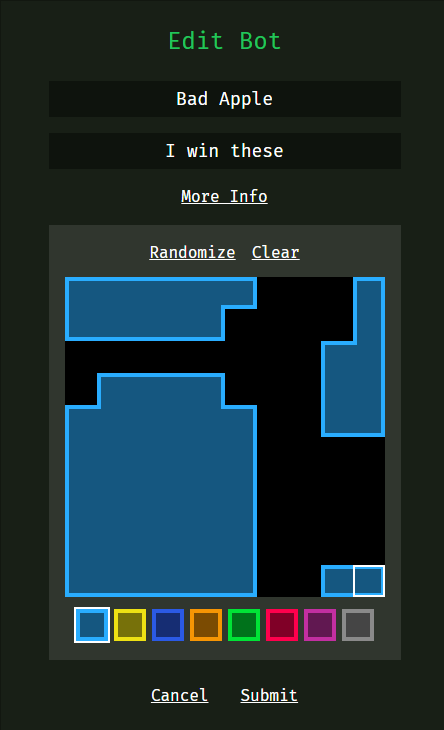 Edit Bot
Bad Apple
I win these
More Info
Randomize Clear
Cancel Submit